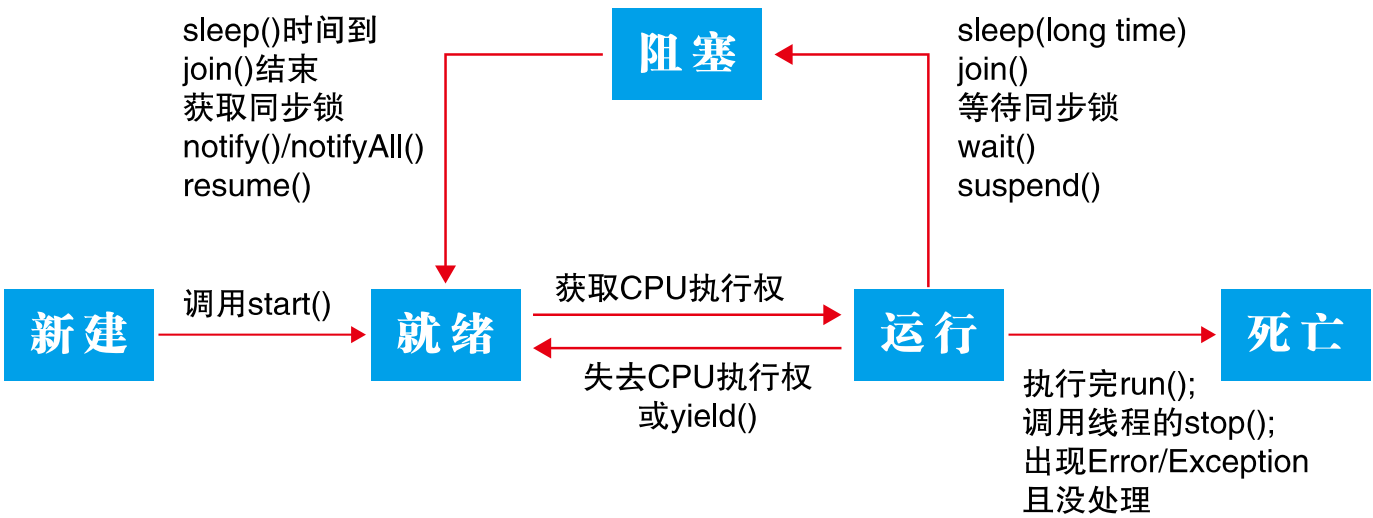 sleep()时间到
join()结束
获取同步锁
notify()/notifyAll()
resume()
阻塞
sleep(long time)
join()
等待同步锁
wait()
suspend()
新建
调用start()
就绪
获取CPU执行权
失去CPU执行权
或yield()
运行
死亡
执行完run();
调用线程的stop();
出现Error/Exception
且没处理